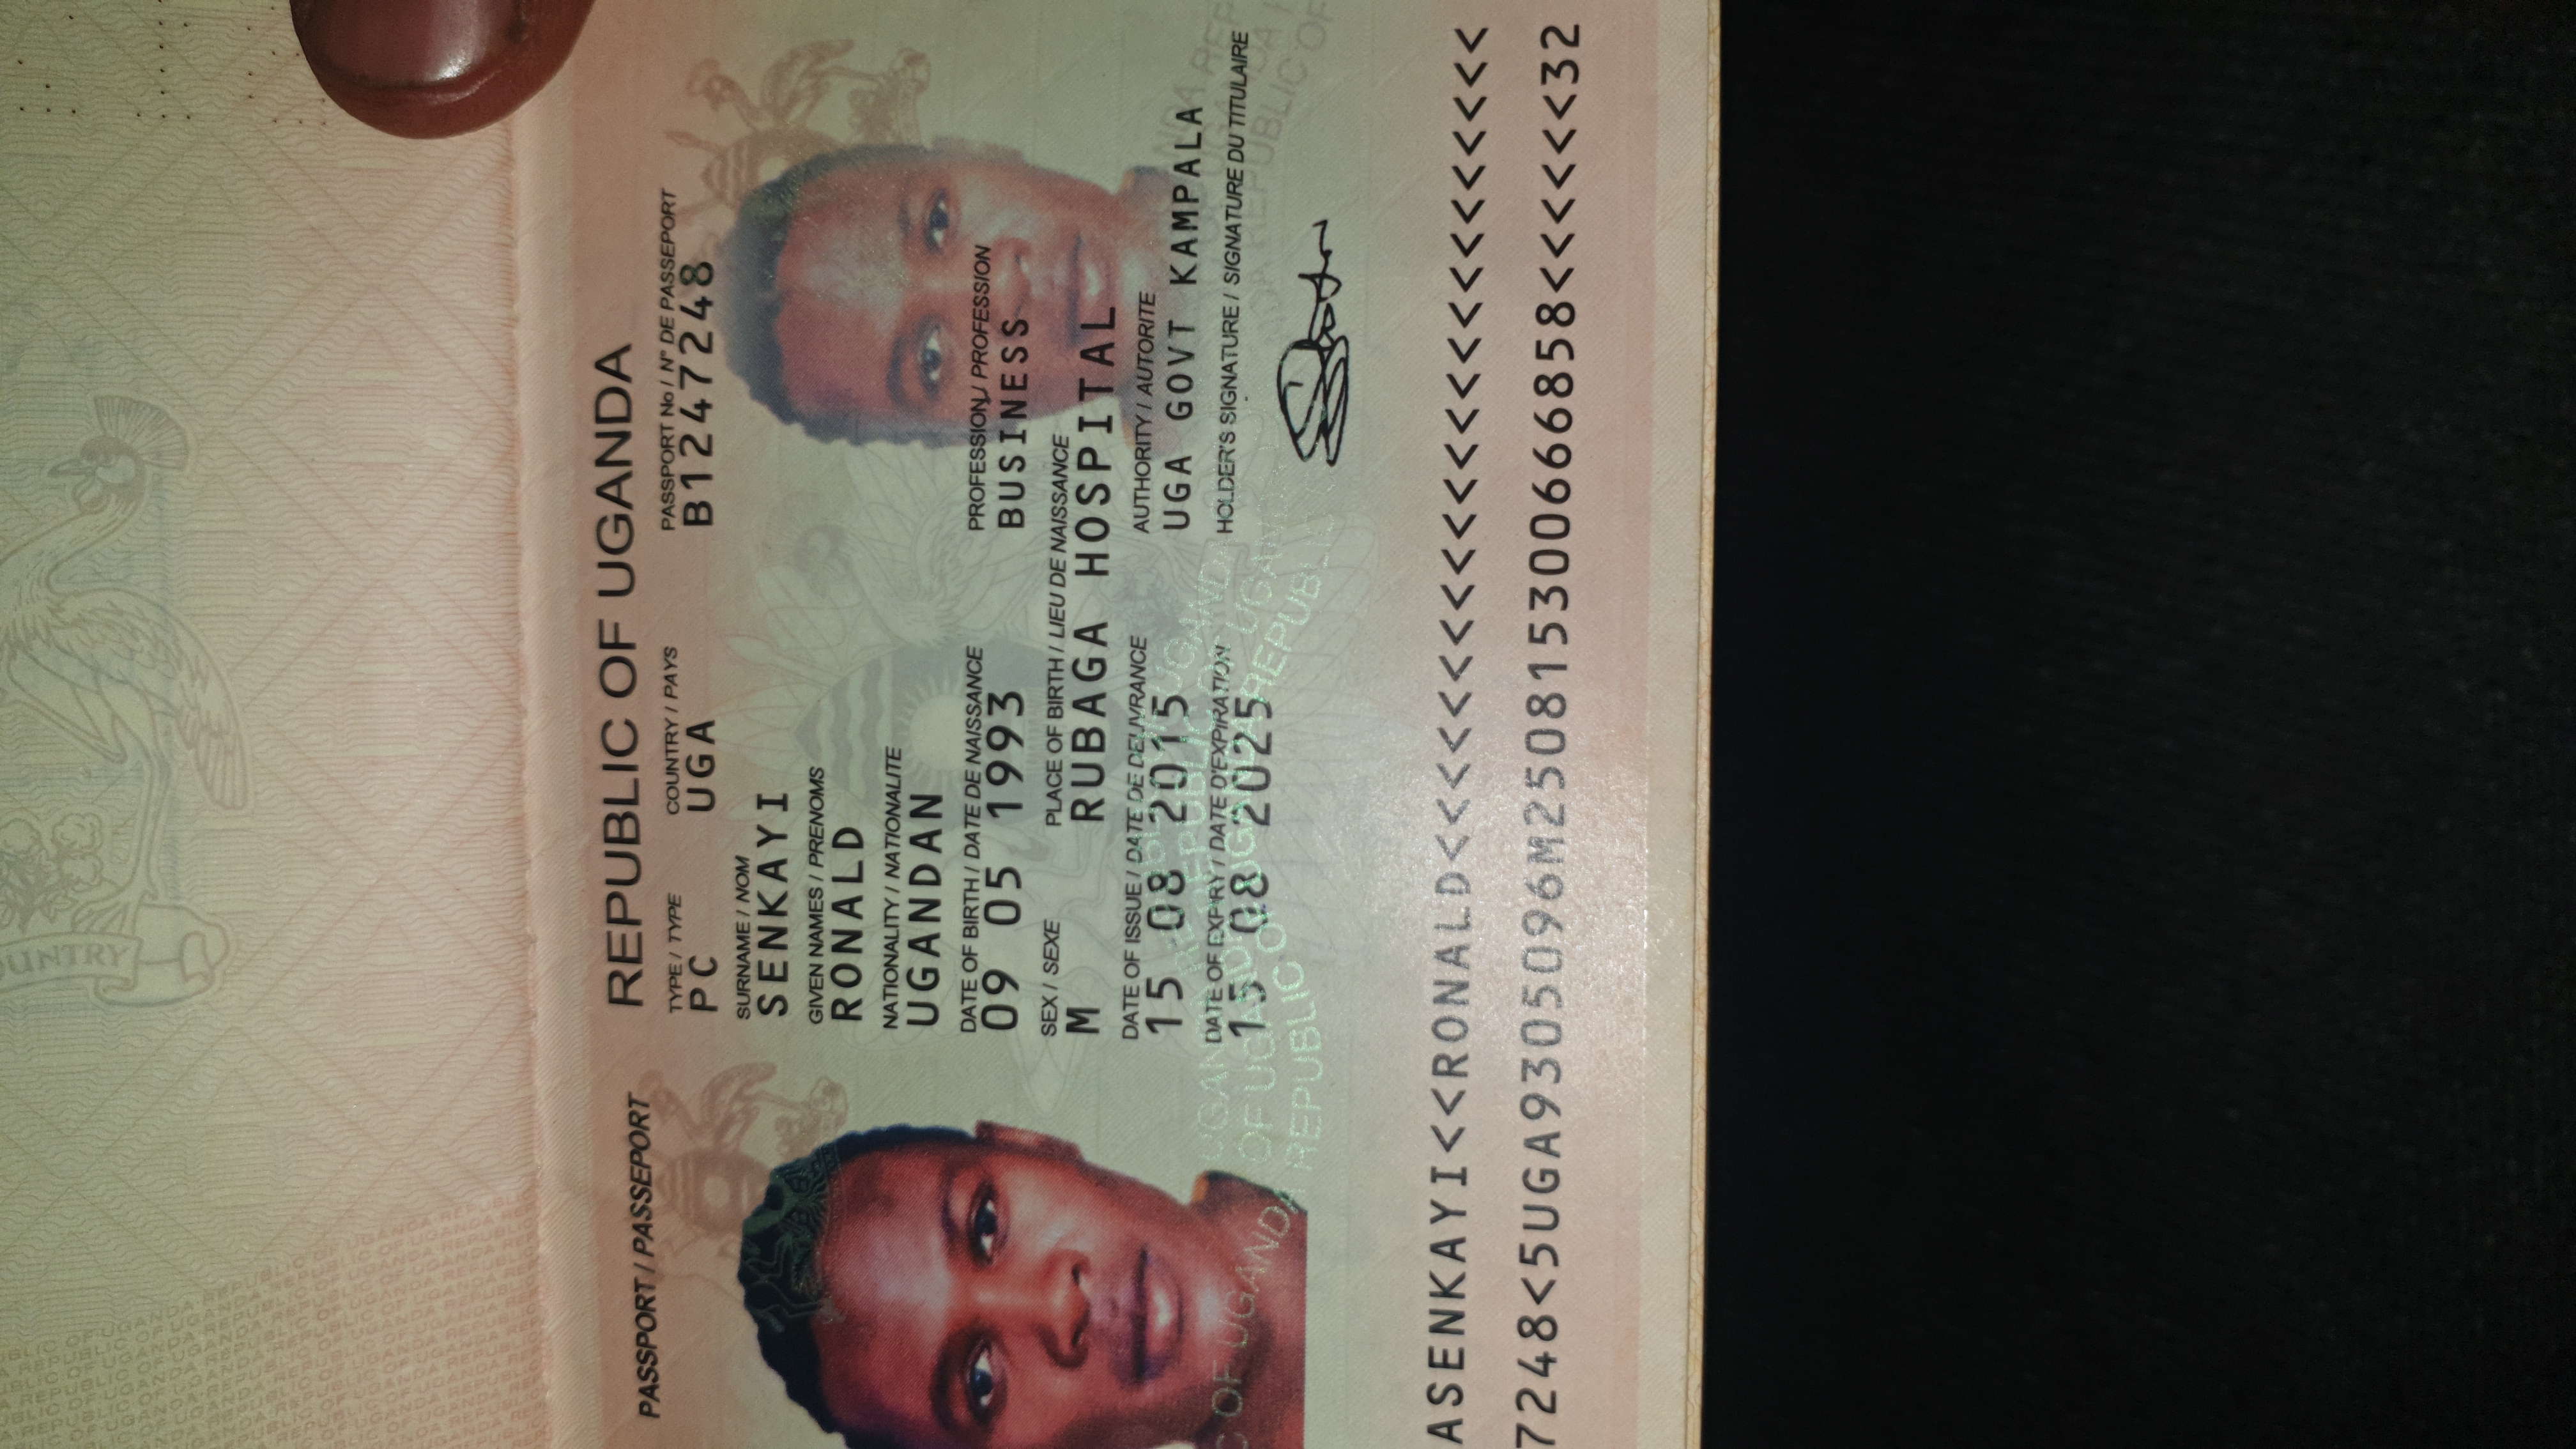 OUNTRY
REPUBLIC OF UGANDA
PASSPORT / PASSEPORT
TYPE / TYPE COUNTRY / PAYS PASSPORT No / N° DE PASSEPORT
PC UGA B1247248
SURNAME / NOM
SENKAYI
GIVEN NAMES / PRENOMS
RONALD
NATIONALITY / NATIONALITE
UGANDAN
DATE OF BIRTH / DATE DE NAISSANCE PROFESSION / PROFESSION
09 05 1993 BUSINESS
SEX / SEXE PLACE OF BIRTH / LIEU DE NAISSANCE
M RUBAGA HOSPITAL
DATE OF ISSUE / DATE DE DELIVRANCE AUTHORITY / AUTORITE
15 08 2015 UGA GOVT KAMPALA
DATE OF EXPIRY / DATE D'EXPIRATION HOLDER'S SIGNATURE / SIGNATURE DU TITULAIRE
15 08 2025
C OF UGANDA REPUBLIC OF UGANDA REPUBLIC
ASENKAYI<<RONALD<<<<<<<<<<<<<<<<<<<<<<<<
7248<5UGA9305096M250815300666858<<<<<<32